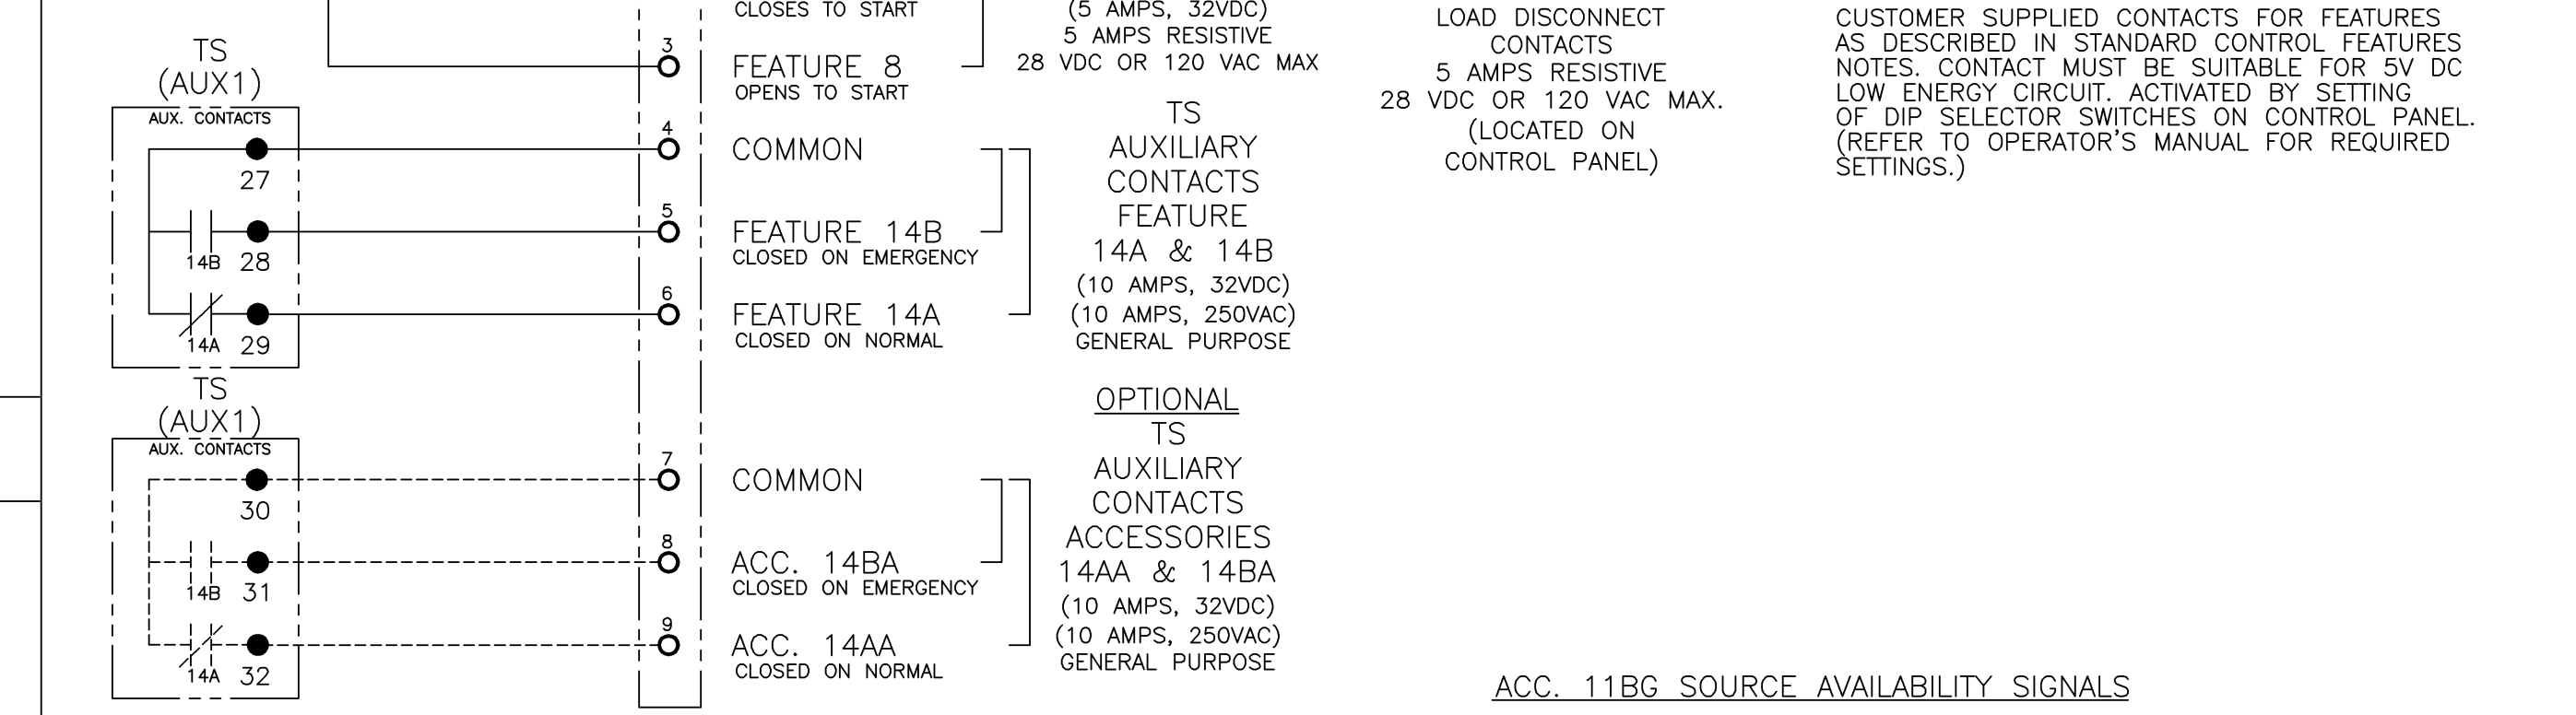 CLOSES TO START
3
FEATURE 8
OPENS TO START
(5 AMPS, 32VDC)
5 AMPS RESISTIVE
28 VDC OR 120 VAC MAX
LOAD DISCONNECT
CONTACTS
5 AMPS RESISTIVE
28 VDC OR 120 VAC MAX.
(LOCATED ON
CONTROL PANEL)
CUSTOMER SUPPLIED CONTACTS FOR FEATURES
AS DESCRIBED IN STANDARD CONTROL FEATURES
NOTES. CONTACT MUST BE SUITABLE FOR 5V DC
LOW ENERGY CIRCUIT. ACTIVATED BY SETTING
OF DIP SELECTOR SWITCHES ON CONTROL PANEL.
(REFER TO OPERATOR'S MANUAL FOR REQUIRED
SETTINGS.)
TS
(AUX1)
AUX. CONTACTS
27
14B 28
14A 29
4
COMMON
5
FEATURE 14B
CLOSED ON EMERGENCY
6
FEATURE 14A
CLOSED ON NORMAL
TS
AUXILIARY
CONTACTS
FEATURE
14A & 14B
(10 AMPS, 32VDC)
(10 AMPS, 250VAC)
GENERAL PURPOSE
TS
(AUX1)
AUX. CONTACTS
30
14B 31
14A 32
7
COMMON
8
ACC. 14BA
CLOSED ON EMERGENCY
9
ACC. 14AA
CLOSED ON NORMAL
OPTIONAL
TS
AUXILIARY
CONTACTS
ACCESSORIES
14AA & 14BA
(10 AMPS, 32VDC)
(10 AMPS, 250VAC)
GENERAL PURPOSE
ACC. 11BG SOURCE AVAILABILITY SIGNALS